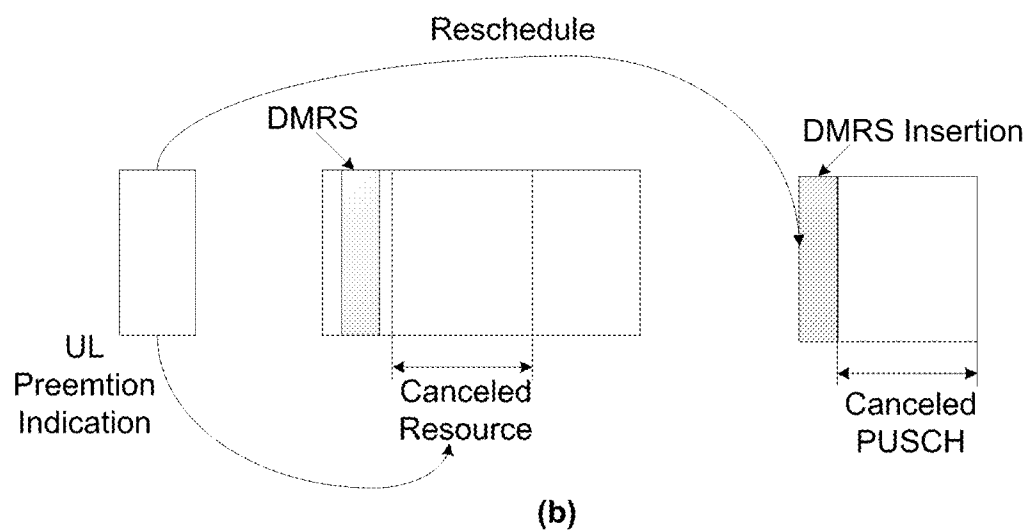 Reschedule
DMRS
DMRS Insertion
UL
Preemtion
Indication
Canceled
Resource
Canceled
PUSCH
(b)